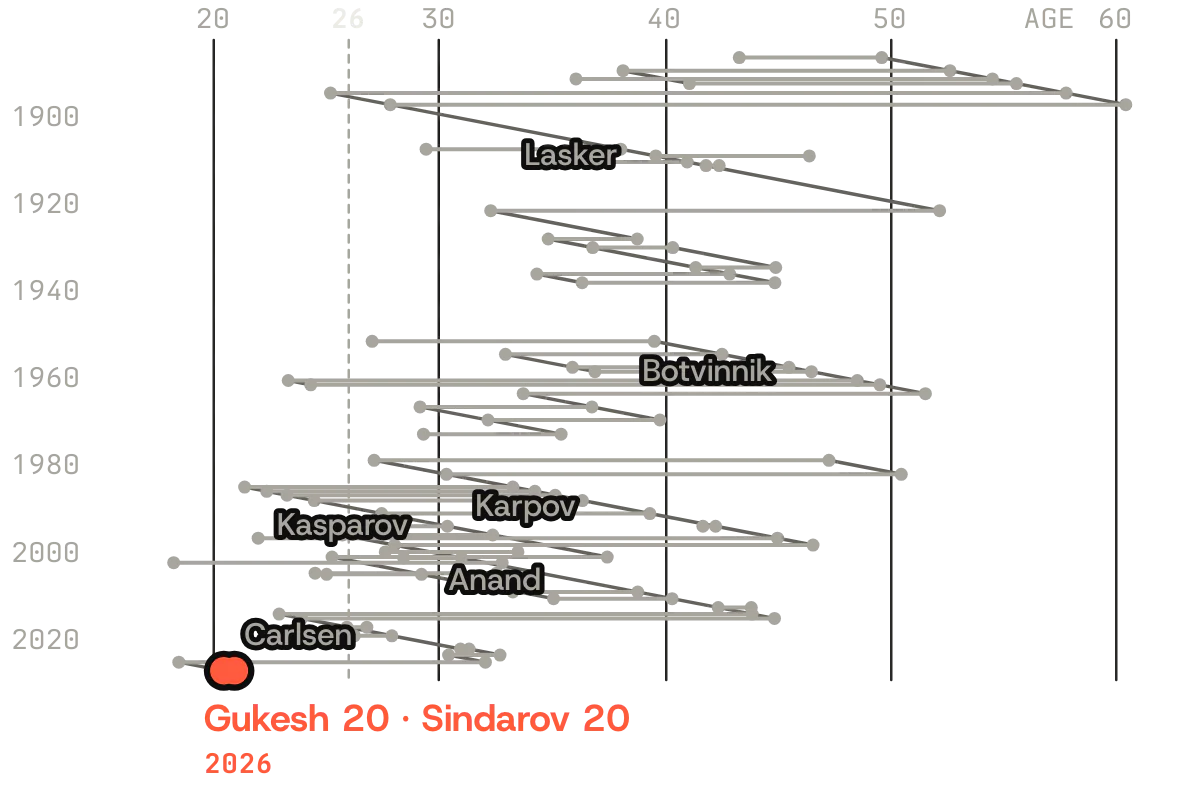 20 26 30 40 50 AGE 60
1900
Lasker
1920
1940
1960
Botvinnik
1980
Karpov
Kasparov
2000
Anand
Carlsen
2020
Gukesh 20 · Sindarov 20
2026